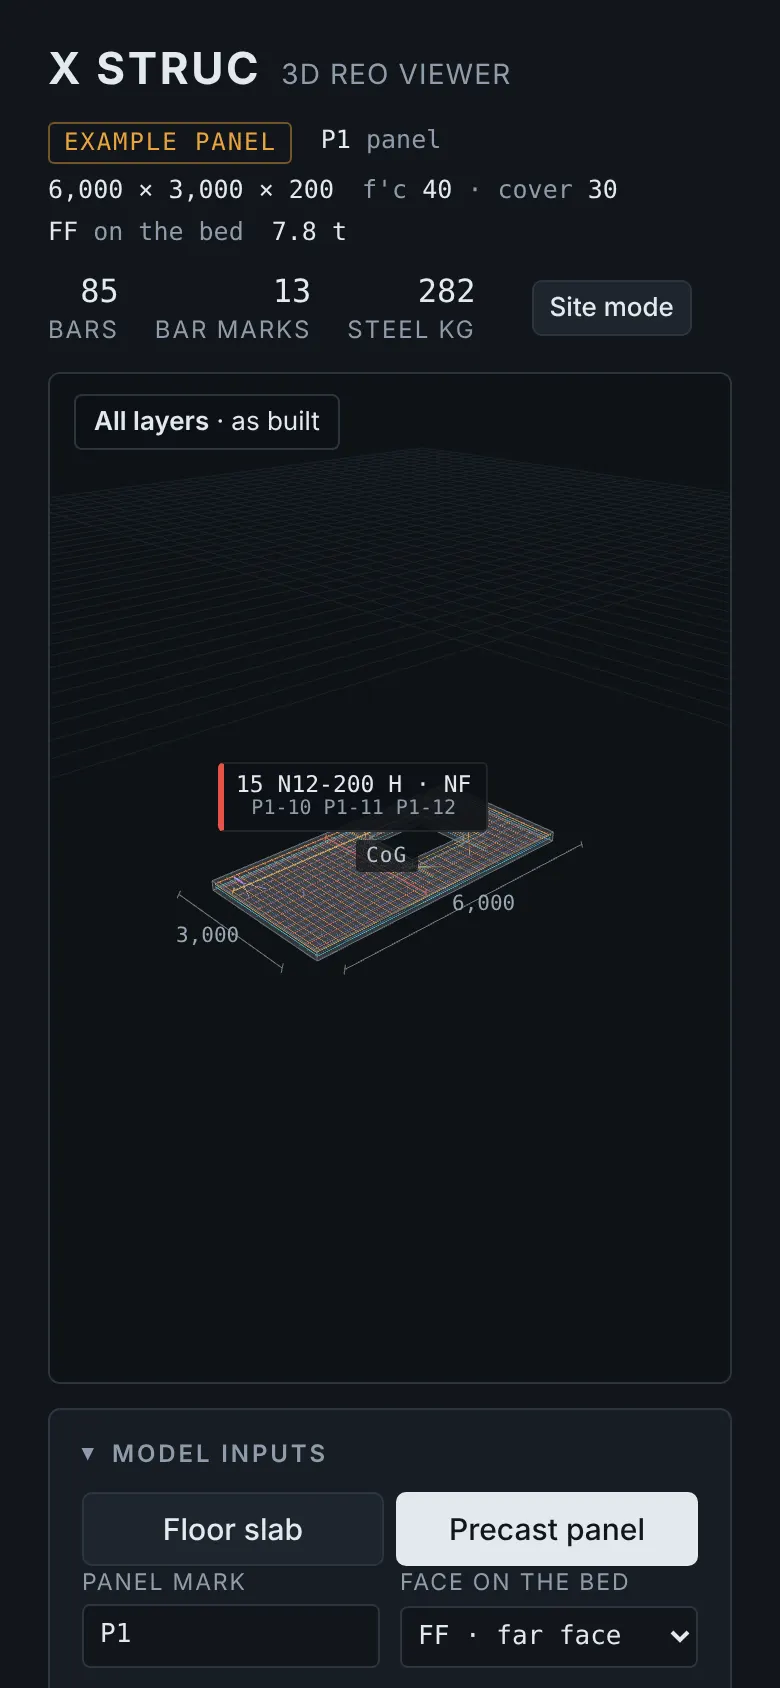 X STRUC 3D REO VIEWER
EXAMPLE PANEL P1 panel
6,000 × 3,000 × 200 f'c 40 · cover 30
FF on the bed 7.8 t
85 13 282
BARS BAR MARKS STEEL KG
Site mode
All layers · as built
15 N12-200 H · NF
P1-10 P1-11 P1-12
CoG
6,000
3,000
▼ MODEL INPUTS
Floor slab Precast panel
PANEL MARK FACE ON THE BED
P1 FF · far face